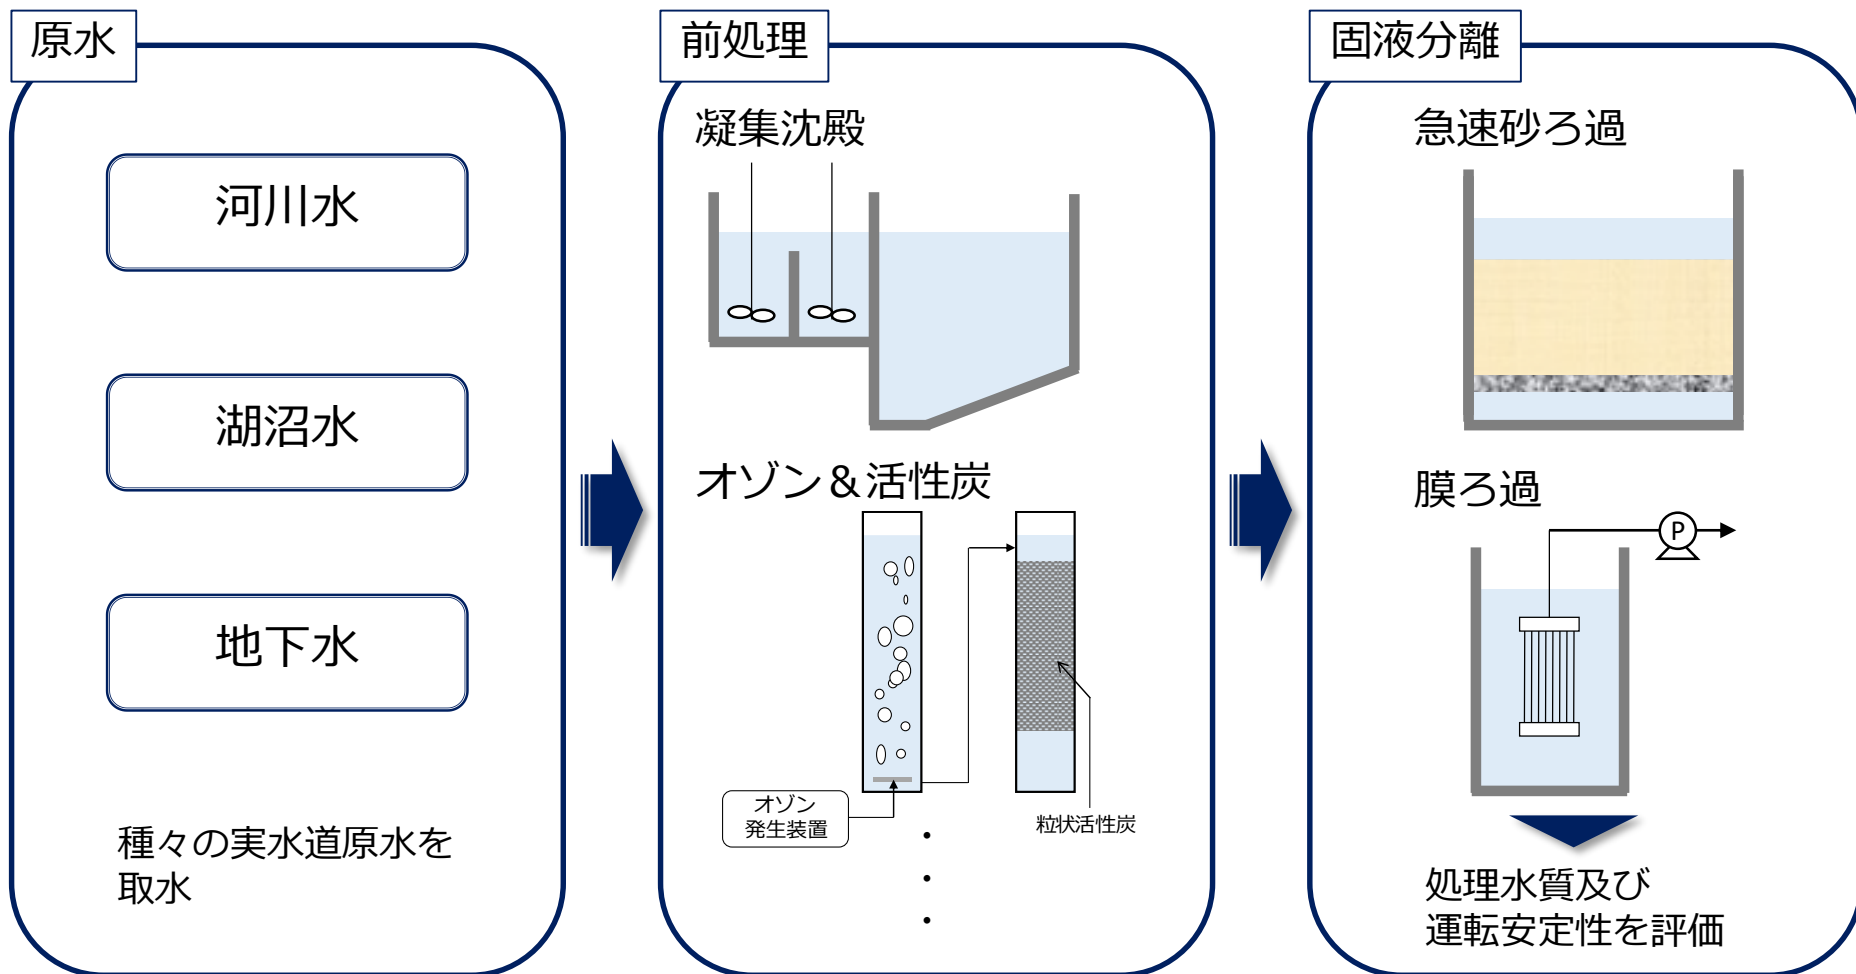 原水
河川水
湖沼水
地下水
種々の実水道原水を
取水
前処理
凝集沈殿
オゾン＆活性炭
オゾン
発生装置
粒状活性炭
・
・
・
固液分離
急速砂ろ過
膜ろ過
P
処理水質及び
運転安定性を評価